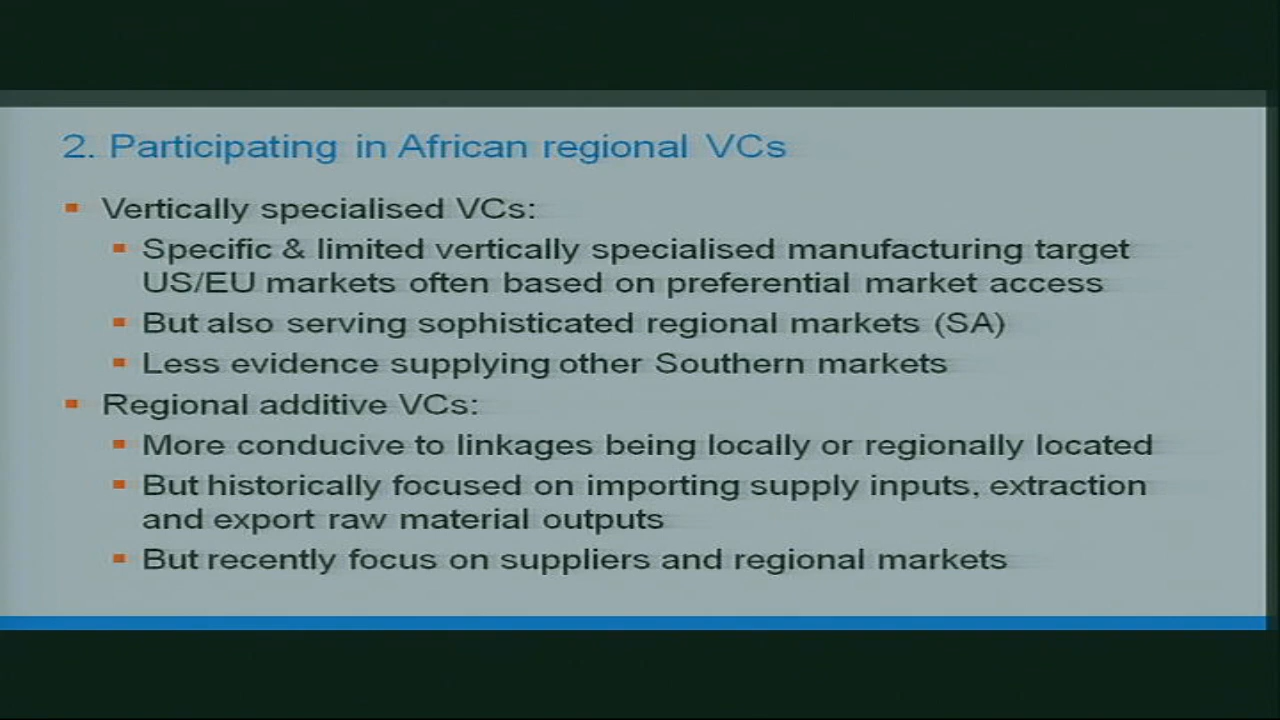 2. Participating in African regional VCs
Vertically specialised VCs:
Specific & limited vertically specialised manufacturing target
US/EU markets often based on preferential market access
But also serving sophisticated regional markets (SA)
Less evidence supplying other Southern markets
Regional additive VCs:
More conducive to linkages being locally or regionally located
But historically focused on importing supply inputs, extraction
and export raw material outputs
But recently focus on suppliers and regional markets